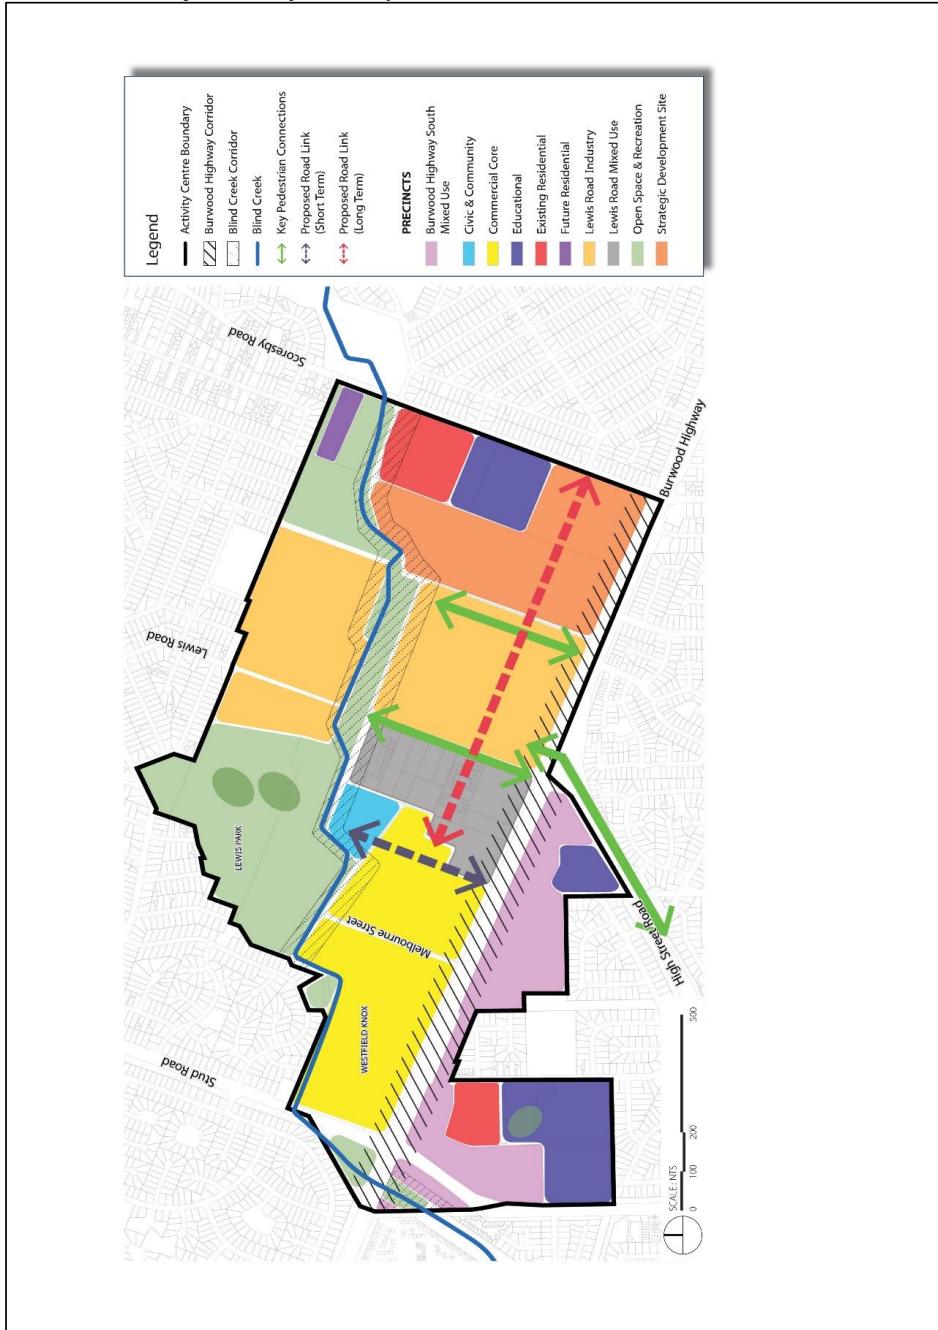 Legend
Activity Centre Boundary
Burwood Highway Corridor
Blind Creek Corridor
Blind Creek
Key Pedestrian Connections
Proposed Road Link
(Short Term)
Proposed Road Link
(Long Term)
PRECINCTS
Burwood Highway South
Mixed Use
Civic & Community
Commercial Core
Educational
Existing Residential
Future Residential
Lewis Road Industry
Lewis Road Mixed Use
Open Space & Recreation
Strategic Development Site
Scoresby Road
Burwood Highway
Lewis Road
LEWIS PARK
Melbourne Street
High Street Road
WESTFIELD KNOX
Stud Road
SCALE: NTS
0 100 200 500